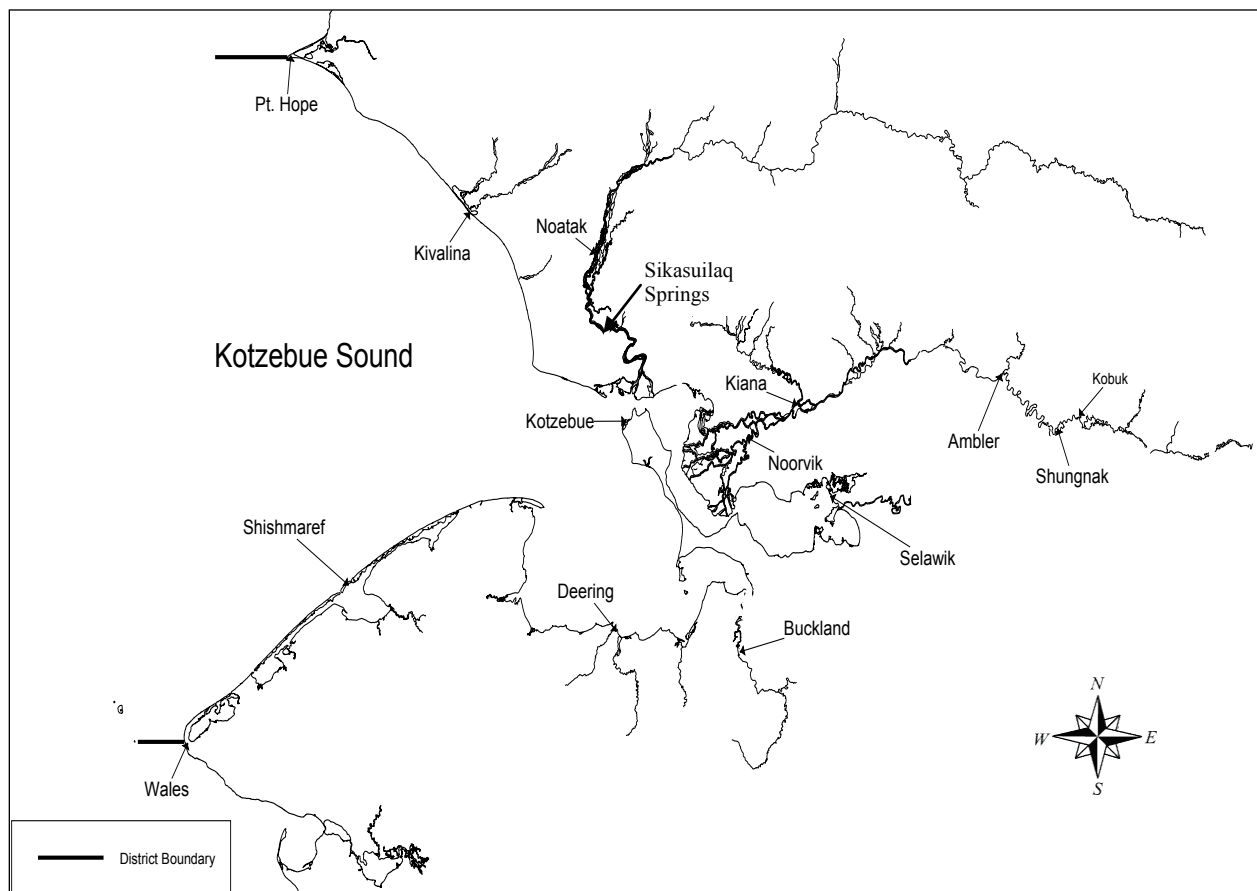 Pt. Hope
Kivalina
Noatak
Sikasuilaq
Springs
Kotzebue Sound
Kiana
Kobuk
Kotzebue
Ambler
Noorvik
Shungnak
Shishmaref
Selawik
Deering
Buckland
N
W
E
S
Wales
District Boundary